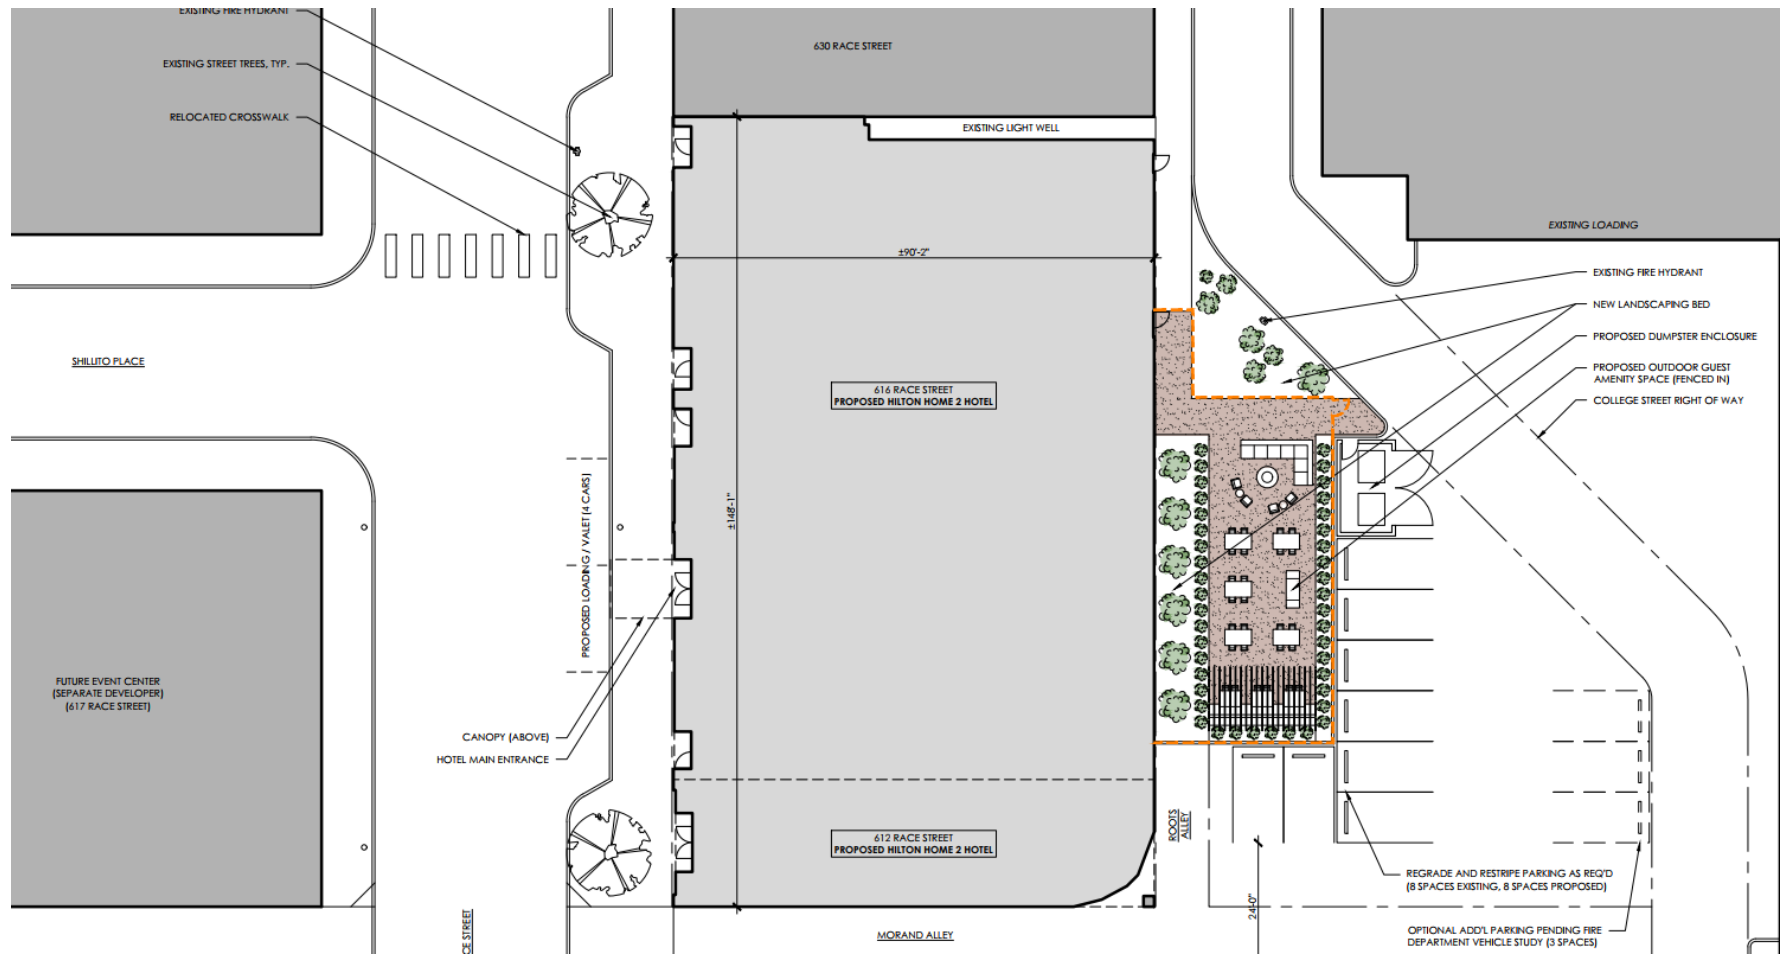 EXISTING FIRE HYDRANT
630 RACE STREET
EXISTING STREET TREES, TYP.
RELOCATED CROSSWALK
EXISTING LIGHT WELL
EXISTING LOADING
±90'-2"
EXISTING FIRE HYDRANT
NEW LANDSCAPING BED
PROPOSED DUMPSTER ENCLOSURE
SHILLITO PLACE
PROPOSED OUTDOOR GUEST
AMENITY SPACE (FENCED IN)
616 RACE STREET
PROPOSED HILTON HOME 2 HOTEL
COLLEGE STREET RIGHT OF WAY
±148'-1"
PROPOSED LOADING / VALET (4 CARS)
FUTURE EVENT CENTER
(SEPARATE DEVELOPER)
(617 RACE STREET)
CANOPY (ABOVE)
HOTEL MAIN ENTRANCE
ROOTS
ALLEY
612 RACE STREET
PROPOSED HILTON HOME 2 HOTEL
REGRADE AND RESTRIPE PARKING AS REQ'D
(8 SPACES EXISTING, 8 SPACES PROPOSED)
24'-0"
CE STREET
MORAND ALLEY
OPTIONAL ADD'L PARKING PENDING FIRE
DEPARTMENT VEHICLE STUDY (3 SPACES)